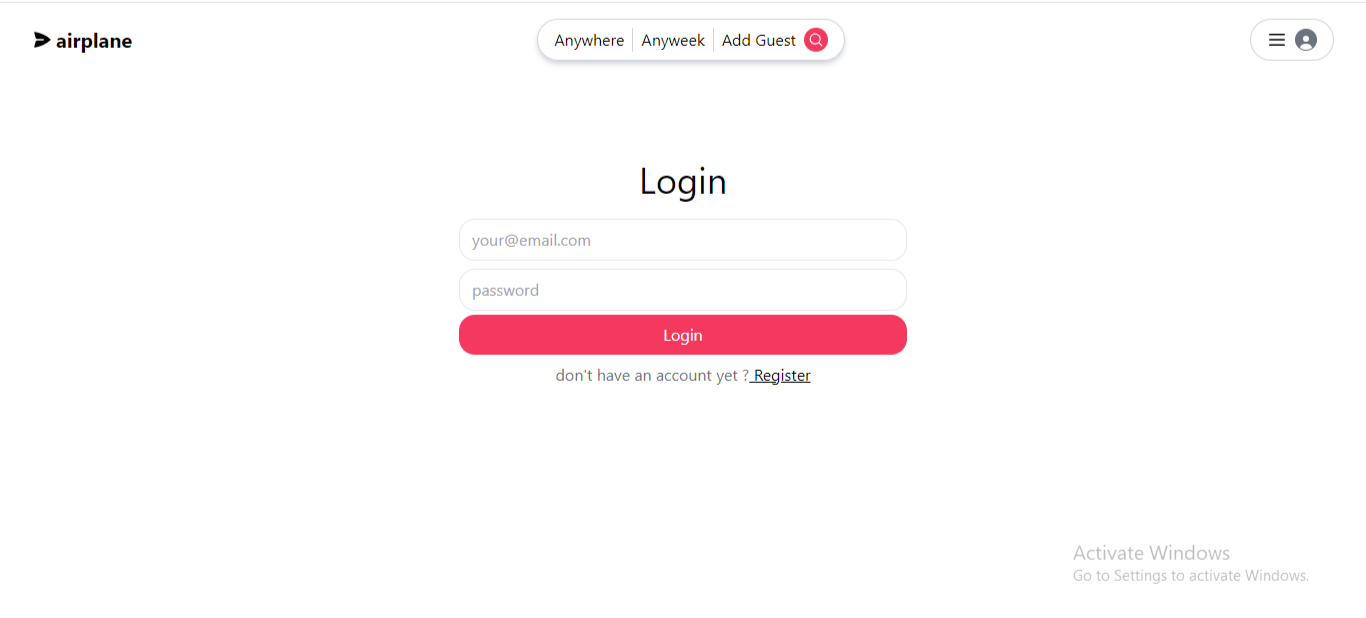 airplane
Anywhere Anyweek Add Guest
Login
your@email.com
password
Login
don't have an account yet ? Register
Activate Windows
Go to Settings to activate Windows.